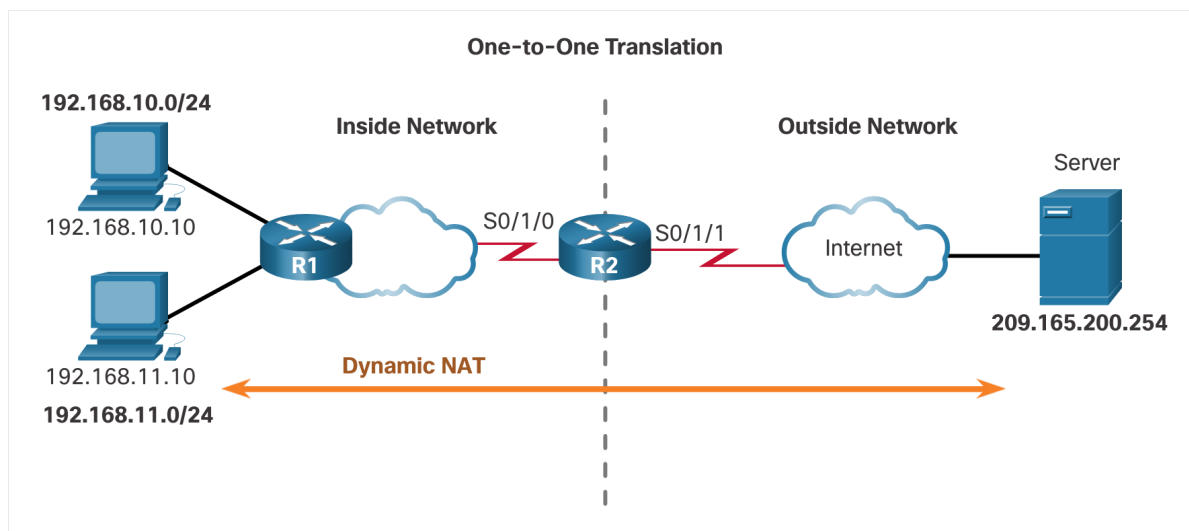 One-to-One Translation
192.168.10.0/24
Inside Network
Outside Network
Server
192.168.10.10
S0/1/0
S0/1/1
R1
R2
Internet
209.165.200.254
192.168.11.10
Dynamic NAT
192.168.11.0/24